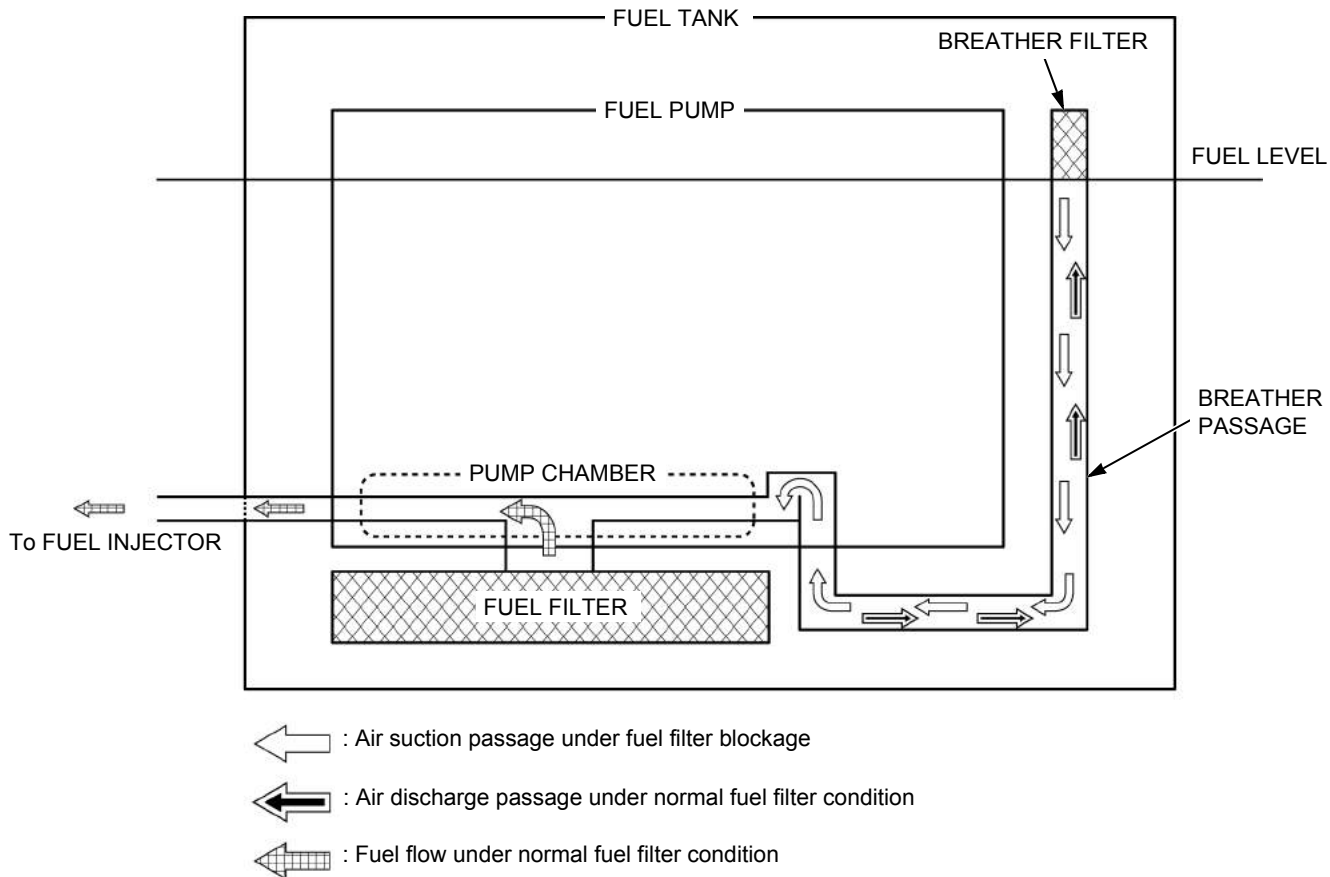 FUEL TANK
BREATHER FILTER
FUEL PUMP
FUEL LEVEL
BREATHER
PASSAGE
PUMP CHAMBER
To FUEL INJECTOR
FUEL FILTER
: Air suction passage under fuel filter blockage
: Air discharge passage under normal fuel filter condition
: Fuel flow under normal fuel filter condition